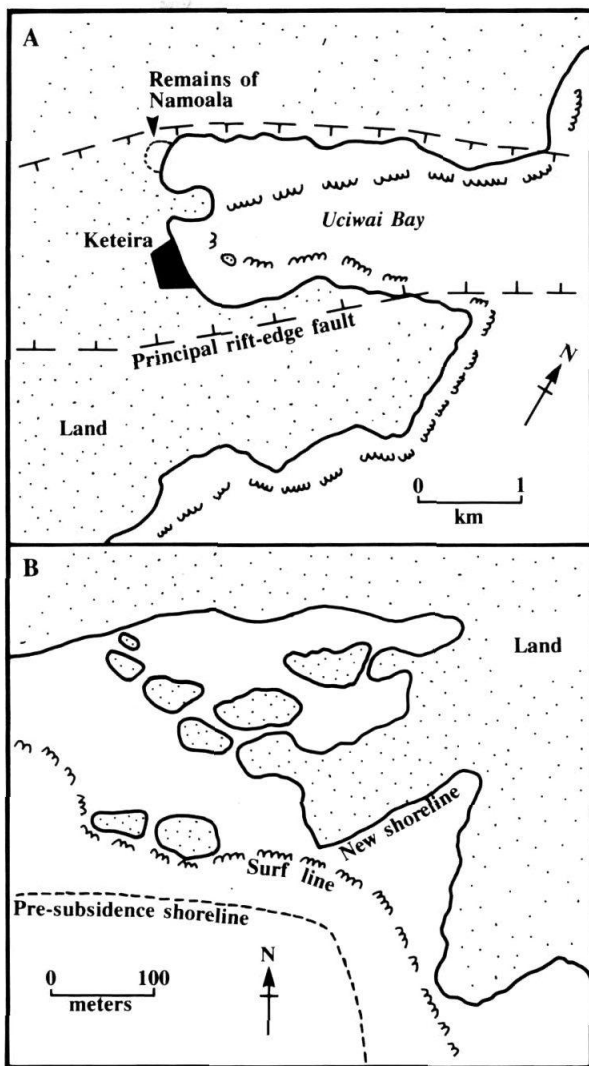 A
Remains of
Namoala
Uciwai Bay
Keteira
Principal rift-edge fault
N
Land
0 1
km
B
Land
New shoreline
Surf line
Pre-subsidence shoreline
N
0 100
meters